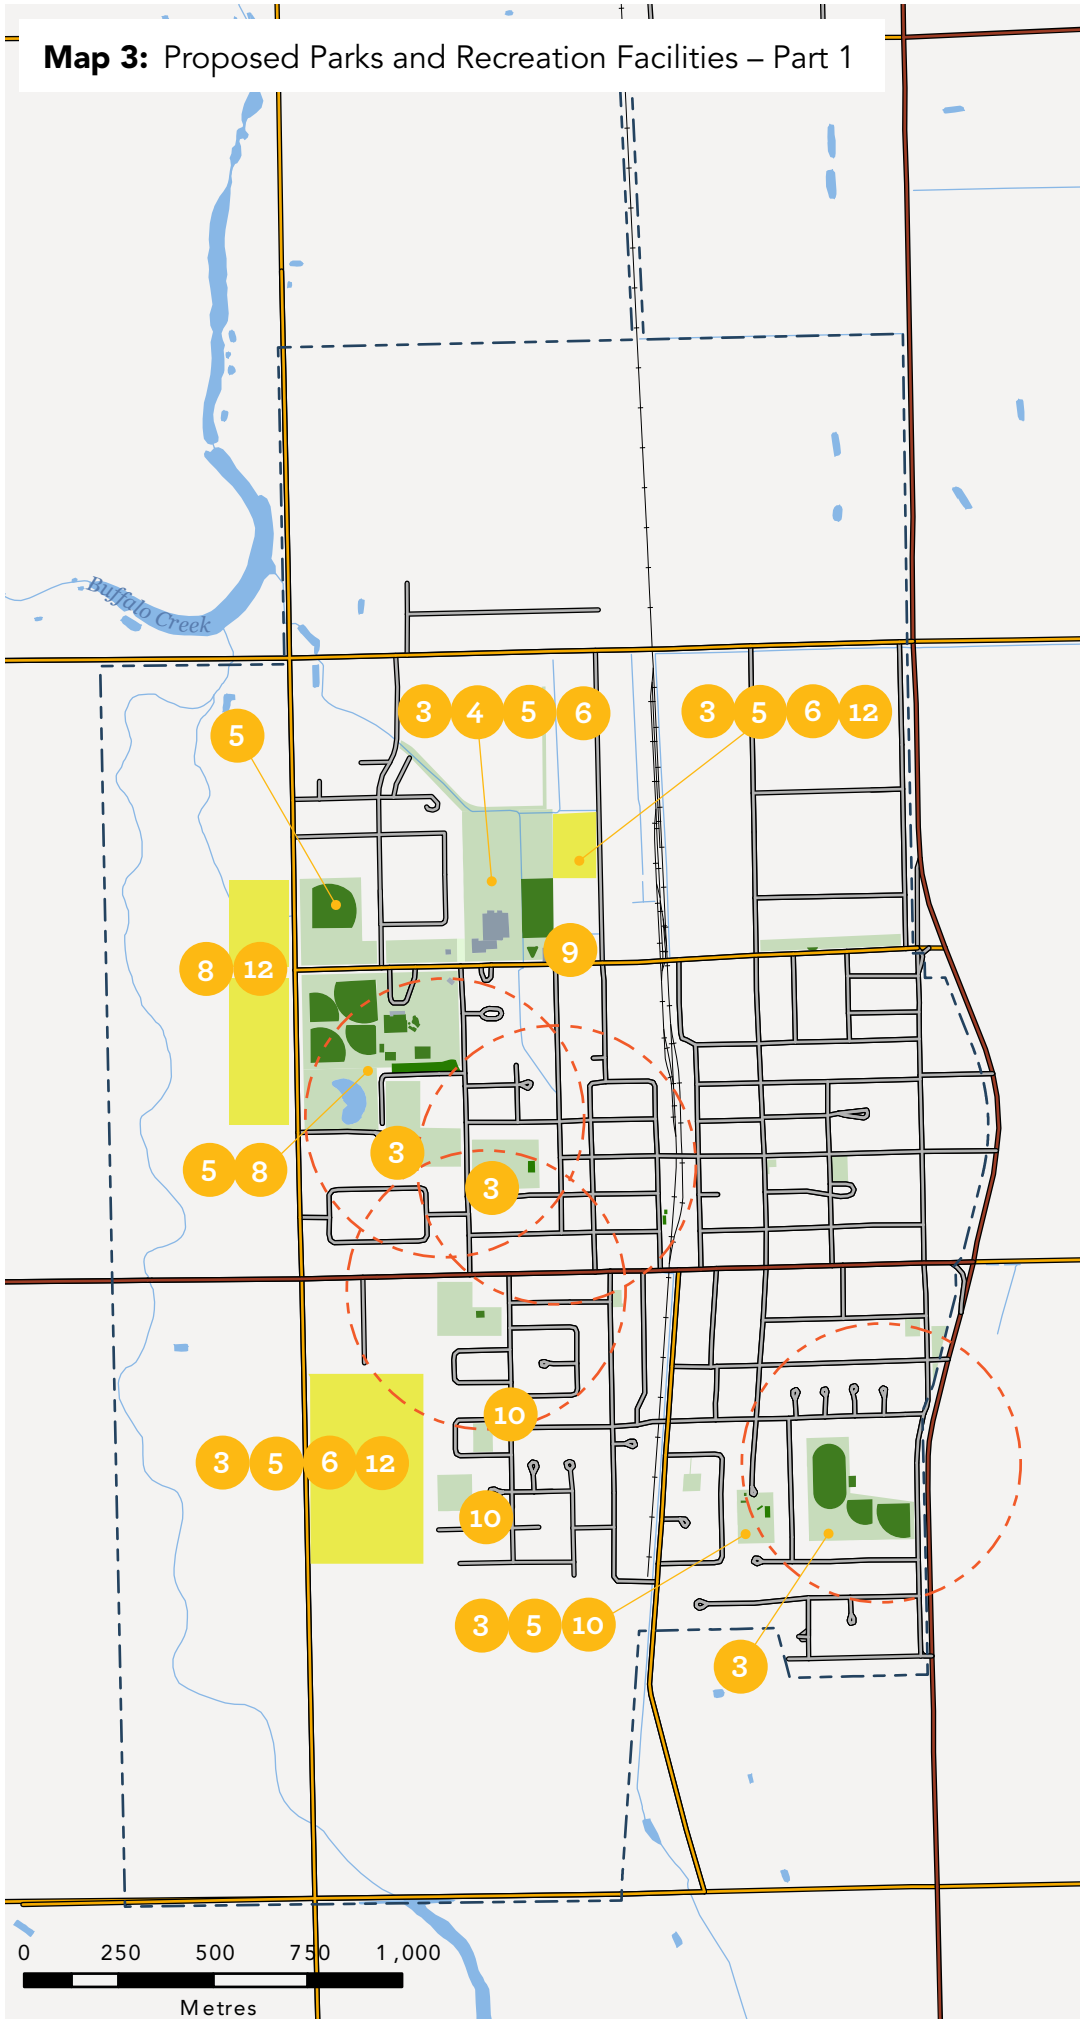 Map 3: Proposed Parks and Recreation Facilities – Part 1
Buffalo Creek
3 4 5 6
3 5 6 12
5
9
8 12
3
5 8
3
10
3 5 6 12
10
3 5 10
3
0 250 500 750 1,000
Metres